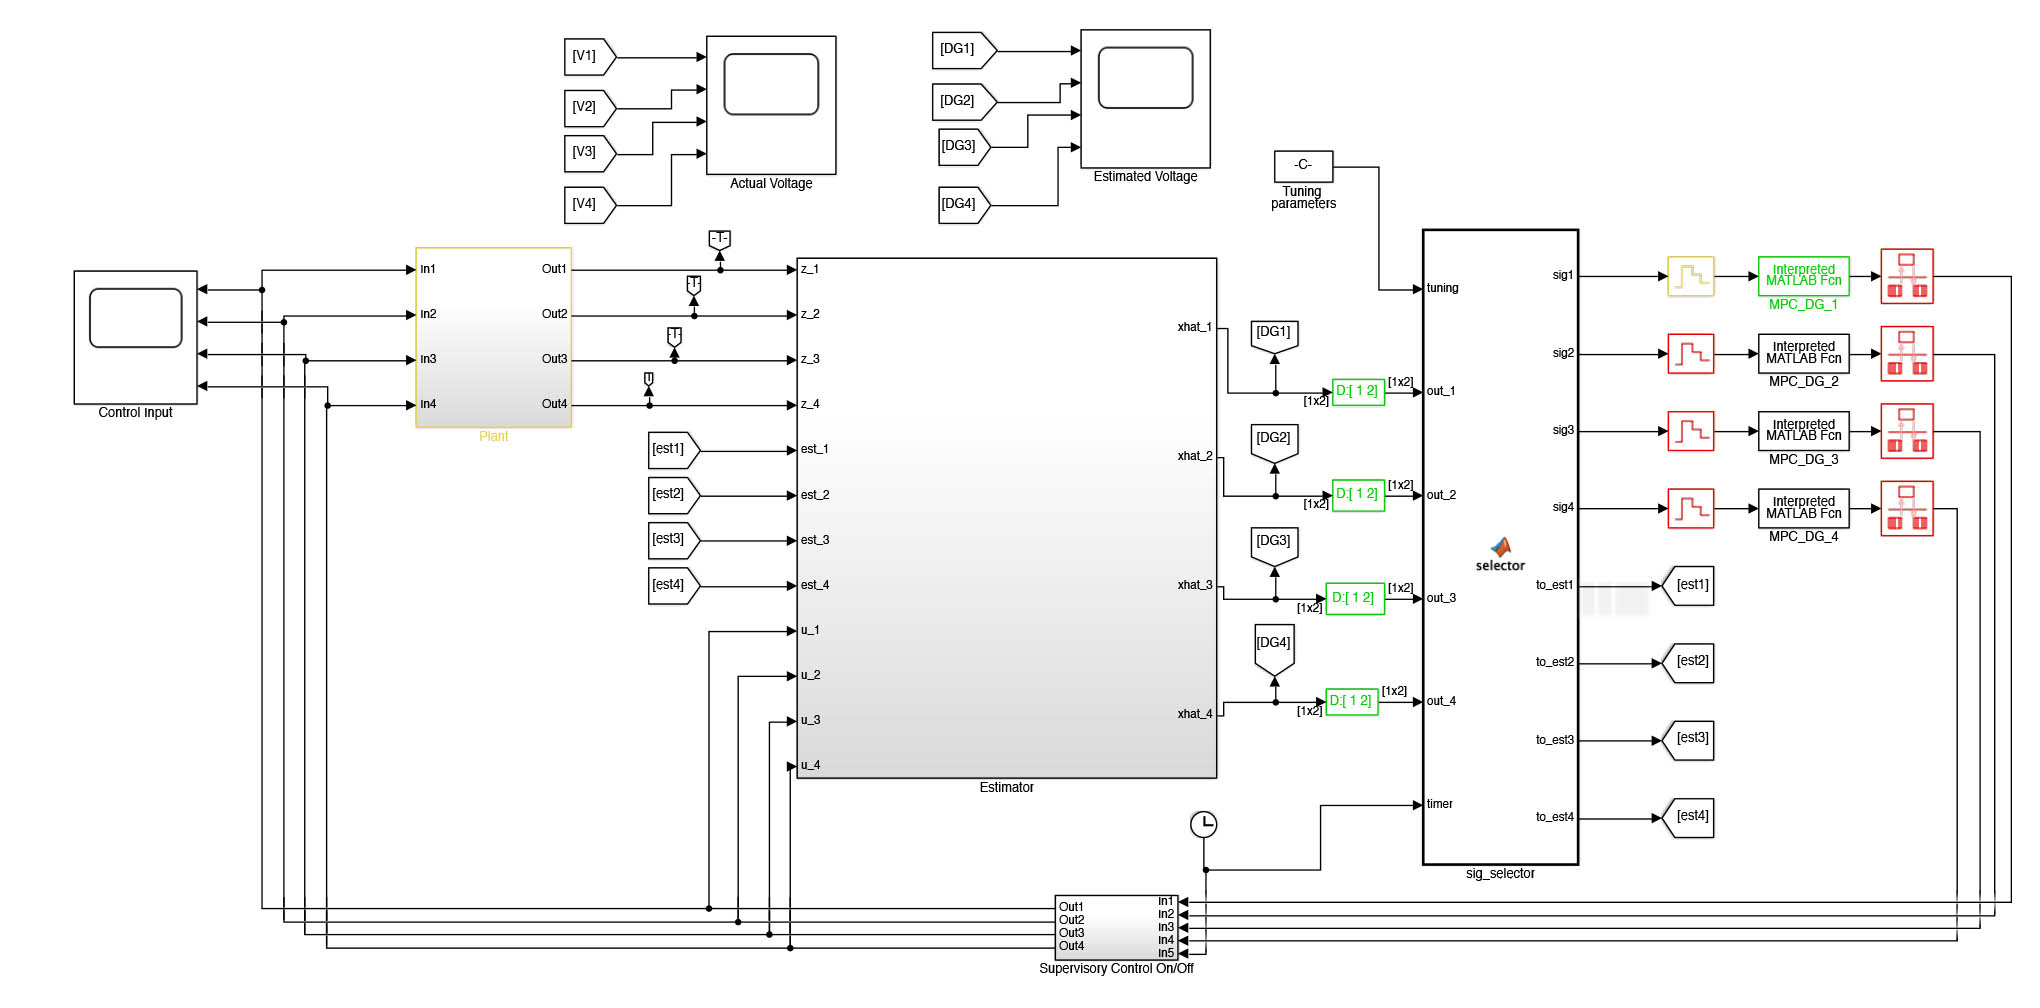 [V1]
[V2]
[V3]
[V4]
Actual Voltage
[DG1]
[DG2]
[DG3]
[DG4]
Estimated Voltage
-C-
Tuning
parameters
Control Input
In1
In2
In3
In4
Out1
Out2
Out3
Out4
Plant
-T-
-T-
-T-
T
[est1]
[est2]
[est3]
[est4]
z_1
z_2
z_3
z_4
est_1
est_2
est_3
est_4
u_1
u_2
u_3
u_4
xhat_1
xhat_2
xhat_3
xhat_4
Estimator
[DG1]
[1x2]
D:[ 1 2]
[1x2]
[DG2]
[1x2]
D:[ 1 2]
[1x2]
[DG3]
[1x2]
D:[ 1 2]
[1x2]
[DG4]
[1x2]
D:[ 1 2]
[1x2]
tuning
out_1
out_2
out_3
out_4
timer
selector
sig1
sig2
sig3
sig4
to_est1
to_est2
to_est3
to_est4
sig_selector
Interpreted
MATLAB Fcn
MPC_DG_1
Interpreted
MATLAB Fcn
MPC_DG_2
Interpreted
MATLAB Fcn
MPC_DG_3
Interpreted
MATLAB Fcn
MPC_DG_4
[est1]
[est2]
[est3]
[est4]
Out1
Out2
Out3
Out4
In1
In2
In3
In4
In5
Supervisory Control On/Off